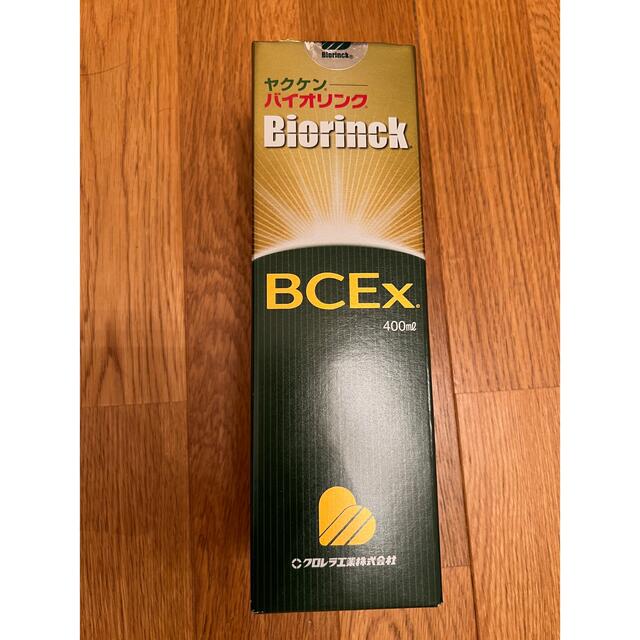 Biorinck®
ヤクケン®
バイオリンク®
Biorinck®
BCEx®
400ml
クロレラ工業株式会社